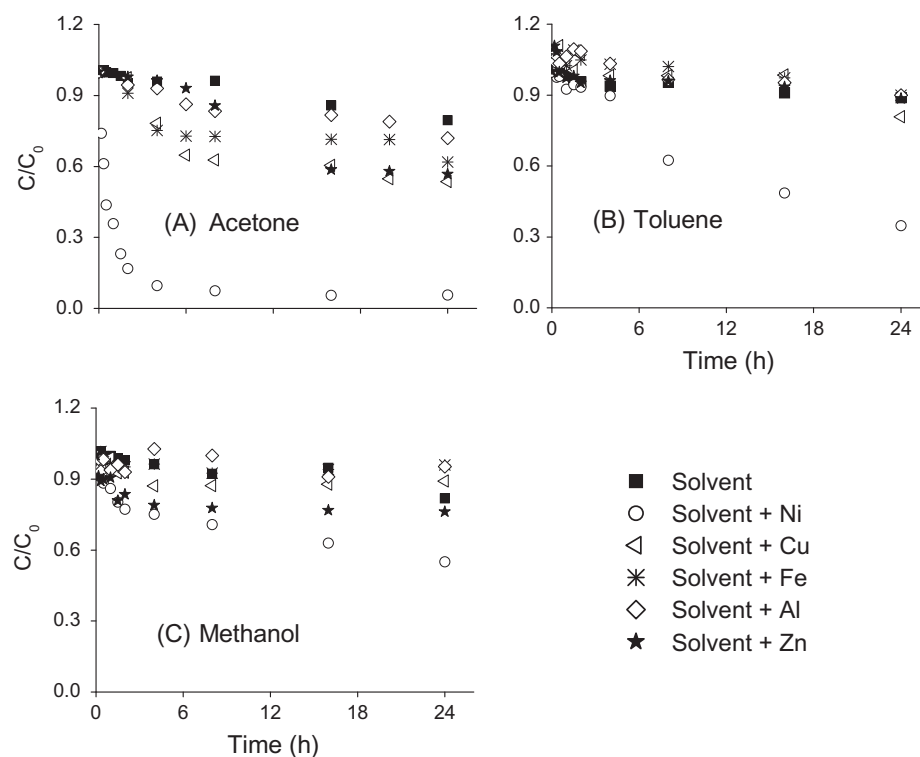 1.2
0.9
0.6
0.3
0.0
C/C0
(A) Acetone
1.2
0.9
0.6
0.3
0.0
(B) Toluene
0 6 12 18 24
Time (h)
1.2
0.9
0.6
0.3
0.0
C/C0
(C) Methanol
0 6 12 18 24
Time (h)
Solvent
Solvent + Ni
Solvent + Cu
Solvent + Fe
Solvent + Al
Solvent + Zn